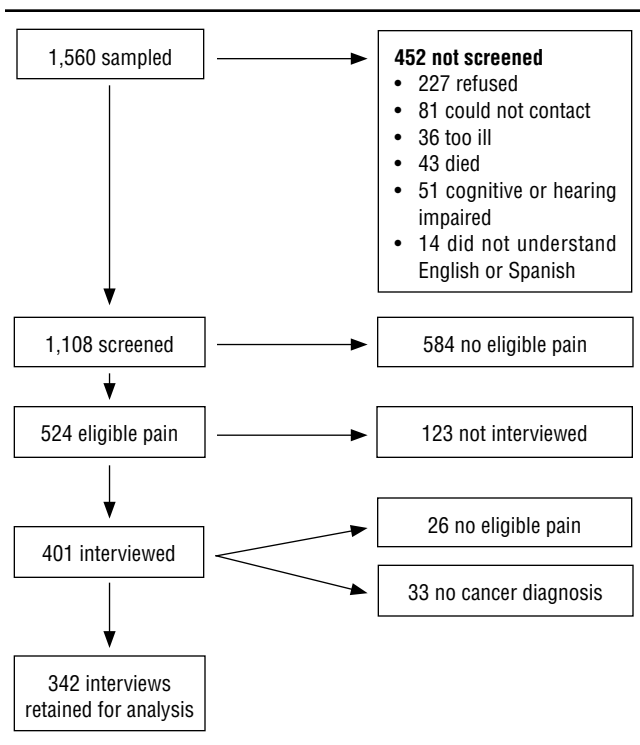 1,560 sampled
452 not screened
• 227 refused
• 81 could not contact
• 36 too ill
• 43 died
• 51 cognitive or hearing
impaired
• 14 did not understand
English or Spanish
1,108 screened
584 no eligible pain
524 eligible pain
123 not interviewed
401 interviewed
26 no eligible pain
33 no cancer diagnosis
342 interviews
retained for analysis